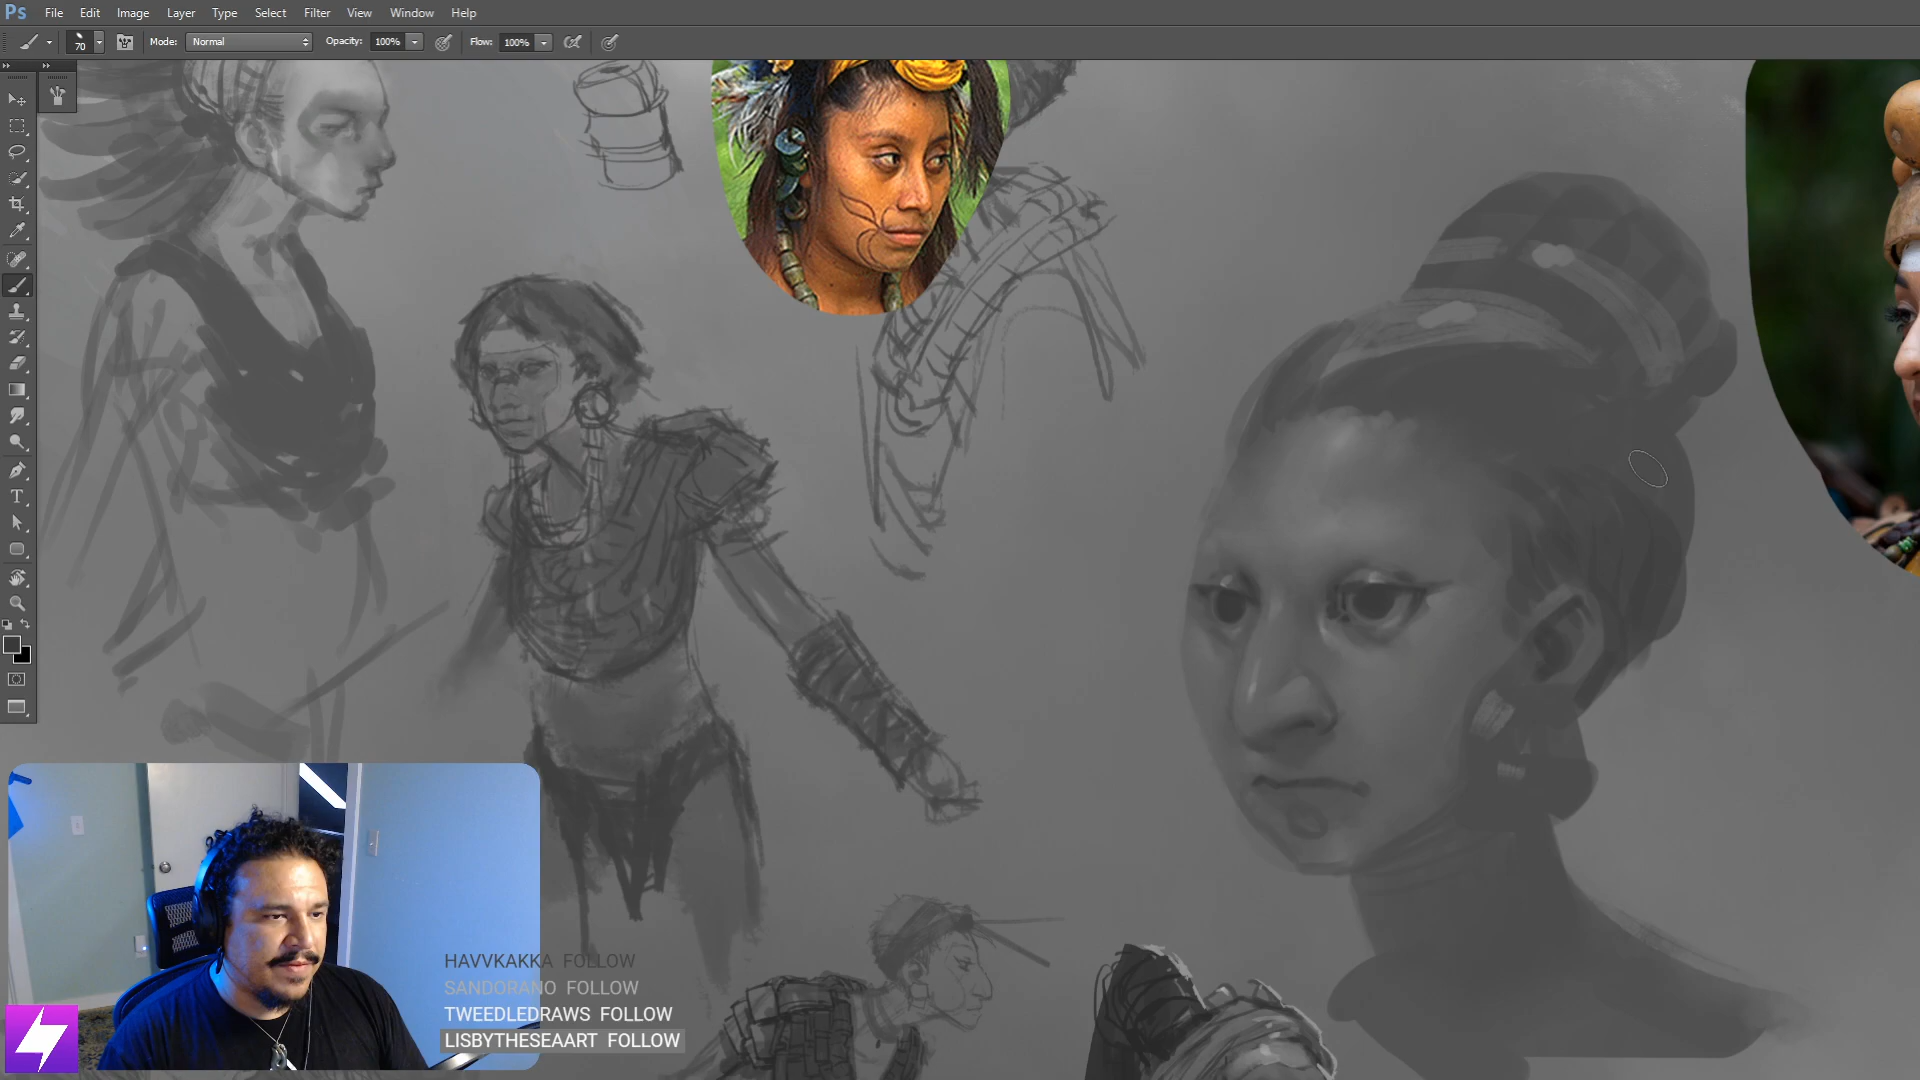 Ps File Edit Image Layer Type Select Filter View Window Help
70 Mode: Normal Opacity: 100% Flow: 100%
T
HAVVKAKKA FOLLOW
SANDORANO FOLLOW
TWEEDLEDRAWS FOLLOW
LISBYTHESEAART FOLLOW